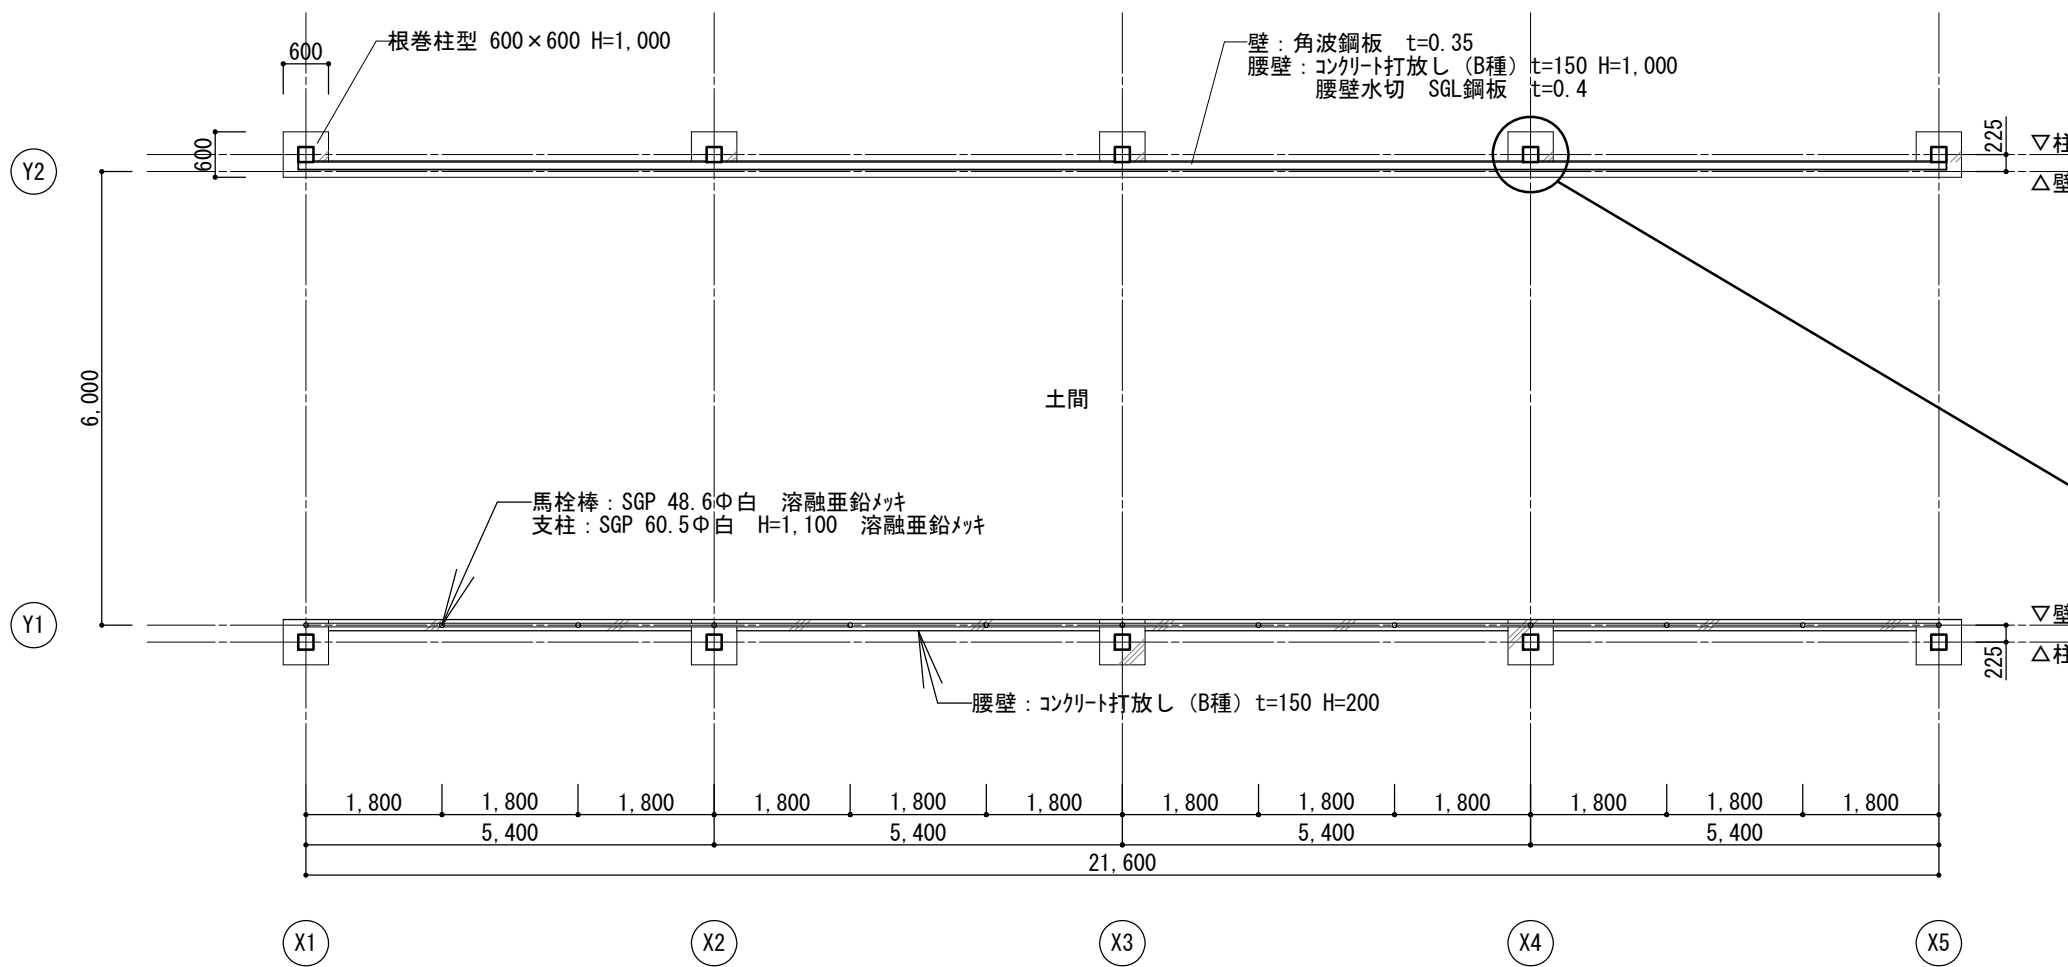 600
根巻柱型 600×600 H=1,000
壁：角波鋼板 t=0.35
腰壁：ｺﾝｸﾘｰﾄ打放し（B種）t=150 H=1,000
腰壁水切 SGL鋼板 t=0.4
600
225
▽柱
△壁
Y2
6,000
土間
馬栓棒：SGP 48.6Φ白 溶融亜鉛ﾒｯｷ
支柱：SGP 60.5Φ白 H=1,100 溶融亜鉛ﾒｯｷ
Y1
▽壁
△柱
225
腰壁：ｺﾝｸﾘｰﾄ打放し（B種）t=150 H=200
1,800 1,800 1,800 1,800 1,800 1,800 1,800 1,800 1,800 1,800 1,800 1,800
5,400 5,400 5,400 5,400
21,600
X1 X2 X3 X4 X5